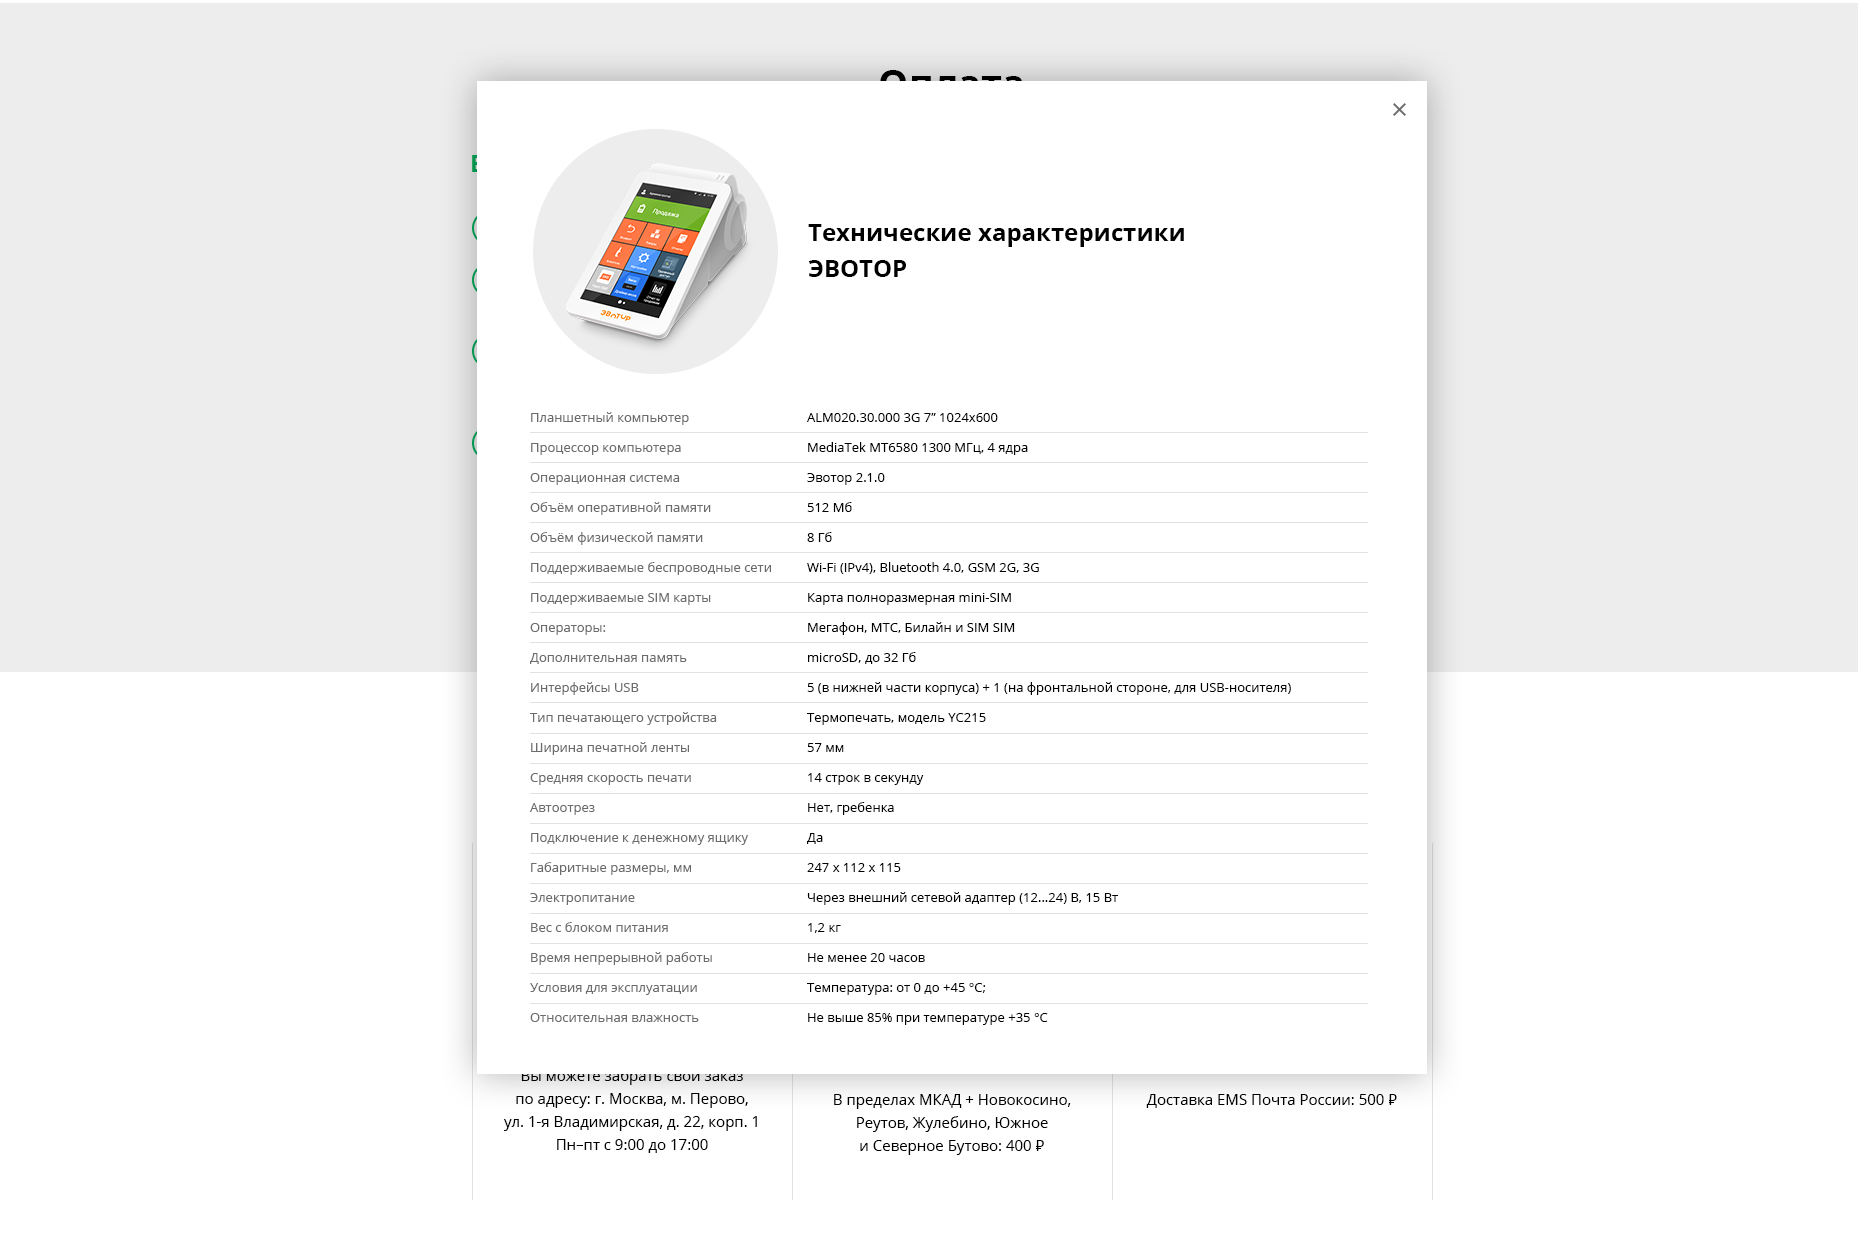 Оплата
Технические характеристики
ЭВОТОР
Продажа
ЭВОТОР
Планшетный компьютер ALM020.30.000 3G 7” 1024x600
Процессор компьютера MediaTek MT6580 1300 МГц, 4 ядра
Операционная система Эвотор 2.1.0
Объём оперативной памяти 512 Мб
Объём физической памяти 8 Гб
Поддерживаемые беспроводные сети Wi-Fi (IPv4), Bluetooth 4.0, GSM 2G, 3G
Поддерживаемые SIM карты Карта полноразмерная mini-SIM
Операторы: Мегафон, МТС, Билайн и SIM SIM
Дополнительная память microSD, до 32 Гб
Интерфейсы USB 5 (в нижней части корпуса) + 1 (на фронтальной стороне, для USB-носителя)
Тип печатающего устройства Термопечать, модель YC215
Ширина печатной ленты 57 мм
Средняя скорость печати 14 строк в секунду
Автоотрез Нет, гребенка
Подключение к денежному ящику Да
Габаритные размеры, мм 247 x 112 x 115
Электропитание Через внешний сетевой адаптер (12...24) В, 15 Вт
Вес с блоком питания 1,2 кг
Время непрерывной работы Не менее 20 часов
Условия для эксплуатации Температура: от 0 до +45 °C;
Относительная влажность Не выше 85% при температуре +35 °C
Вы можете забрать свой заказ
по адресу: г. Москва, м. Перово,
ул. 1-я Владимирская, д. 22, корп. 1
Пн–пт с 9:00 до 17:00
В пределах МКАД + Новокосино,
Реутов, Жулебино, Южное
и Северное Бутово: 400 ₽
Доставка EMS Почта России: 500 ₽